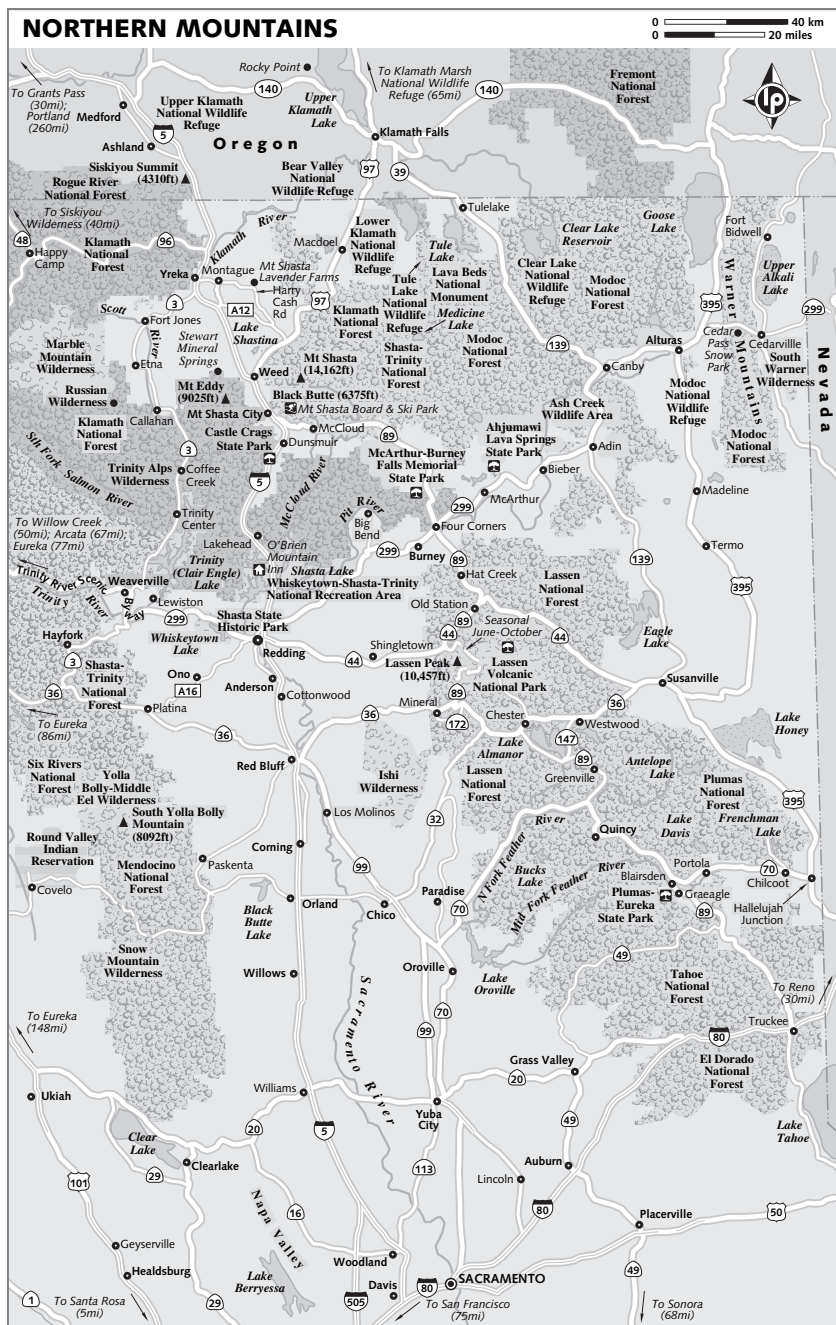 NORTHERN MOUNTAINS
0 40 km
0 20 miles
Rocky Point
To Klamath Marsh
National Wildlife
Refuge (65mi)
140
140
Fremont
National
Forest
lp
To Grants Pass
(30mi);
Portland
(260mi)
Medford
Upper Klamath
National Wildlife
Refuge
Upper
Klamath
Lake
5
Ashland
Oregon
Klamath Falls
Siskiyou Summit
(4310ft)
Rogue River
National Forest
Bear Valley
National
Wildlife Refuge
97
39
To Siskiyou
Wilderness (40mi)
Klamath River
Tulelake
Goose
Lake
Fort
Bidwell
48
Happy
Camp
Klamath
National
Forest
96
Macdoel
Lower
Klamath
National
Wildlife
Refuge
Tule
Lake
Clear Lake
Reservoir
Upper
Alkali
Lake
Yreka
Montague
Mt Shasta
Lavender Farms
Harry
Cash
Rd
Tule
Lake
National
Wildlife
Refuge
Lava Beds
National
Monument
Clear Lake
National
Wildlife
Refuge
Modoc
National
Forest
395
Warner Mountains
299
3
A12
97
Scott River
Fort Jones
Lake
Shastina
Klamath
National
Forest
Medicine
Lake
Stewart
Mineral
Springs
Shasta-
Trinity
National
Forest
Modoc
National
Forest
139
Alturas
Cedar
Pass
Snow
Park
Cedarville
South
Warner
Wilderness
Nevada
Marble
Mountain
Wilderness
Etna
Weed
Mt Shasta
(14,162ft)
Canby
Russian
Wilderness
Mt Eddy
(9025ft)
Black Butte (6375ft)
Mt Shasta Board & Ski Park
Modoc
National
Wildlife
Refuge
Callahan
Mt Shasta City
McCloud
Ash Creek
Wildlife Area
Klamath
National
Forest
Castle Crags
State Park
Dunsmuir
89
Ahjumawi
Lava Springs
State Park
Adin
Modoc
National
Forest
Sth Fork Salmon River
3
Trinity Alps
Wilderness
Coffee
Creek
5
McCloud River
McArthur-Burney
Falls Memorial
State Park
Bieber
Madeline
Trinity
Center
Pit River
Big
Bend
299
McArthur
To Willow Creek
(50mi); Arcata (67mi);
Eureka (77mi)
Lakehead
O'Brien
Mountain
Inn
Four Corners
299
Burney
139
Termo
Trinity
(Clair Engle)
Lake
Shasta Lake
89
Hat Creek
Trinity River Scenic Byway
Trinity River
Weaverville
Lewiston
Whiskeytown-Shasta-Trinity
National Recreation Area
Lassen
National
Forest
395
299
Whiskeytown
Lake
Shasta State
Historic Park
Old Station
89
Seasonal
June-October
44
44
Eagle
Lake
Hayfork
Redding
Shingletown
44
Lassen Peak
(10,457ft)
Lassen
Volcanic
National Park
3
Shasta-
Trinity
National
Forest
Ono
A16
Anderson
Cottonwood
Susanville
36
Platina
89
36
Mineral
172
Chester
36
Westwood
Lake
Honey
To Eureka
(86mi)
36
147
Lake
Almanor
89
Greenville
Red Bluff
Ishi
Wilderness
Lassen
National
Forest
Antelope
Lake
Plumas
National
Forest
Six Rivers
National
Forest
Yolla
Bolly-Middle
Eel Wilderness
South Yolla Bolly
Mountain
(8092ft)
Los Molinos
32
Frenchman
Lake
395
Round Valley
Indian
Reservation
Corning
N Fork Feather River
Quincy
Lake
Davis
Mendocino
National
Forest
Paskenta
99
Bucks
Lake
Mid Fork Feather River
Blairsden
Portola
70
Chilcoot
Covelo
Orland
Chico
Paradise
70
Plumas-
Eureka
State Park
Graeagle
89
Hallelujah
Junction
Black
Butte
Lake
Snow
Mountain
Wilderness
Willows
Oroville
Lake
Oroville
49
Tahoe
National
Forest
To Reno
(30mi)
Sacramento River
70
99
Truckee
To Eureka
(148mi)
80
El Dorado
National
Forest
Grass Valley
20
Ukiah
Williams
Yuba
City
Lake
Tahoe
Clear
Lake
20
5
49
Clearlake
113
Auburn
101
29
Lincoln
80
16
Napa Valley
Placerville
50
Geyserville
Woodland
Healdsburg
Lake
Berryessa
Davis
80
SACRAMENTO
49
1
To Santa Rosa
(5mi)
29
505
5
To San Francisco
(75mi)
To Sonora
(68mi)